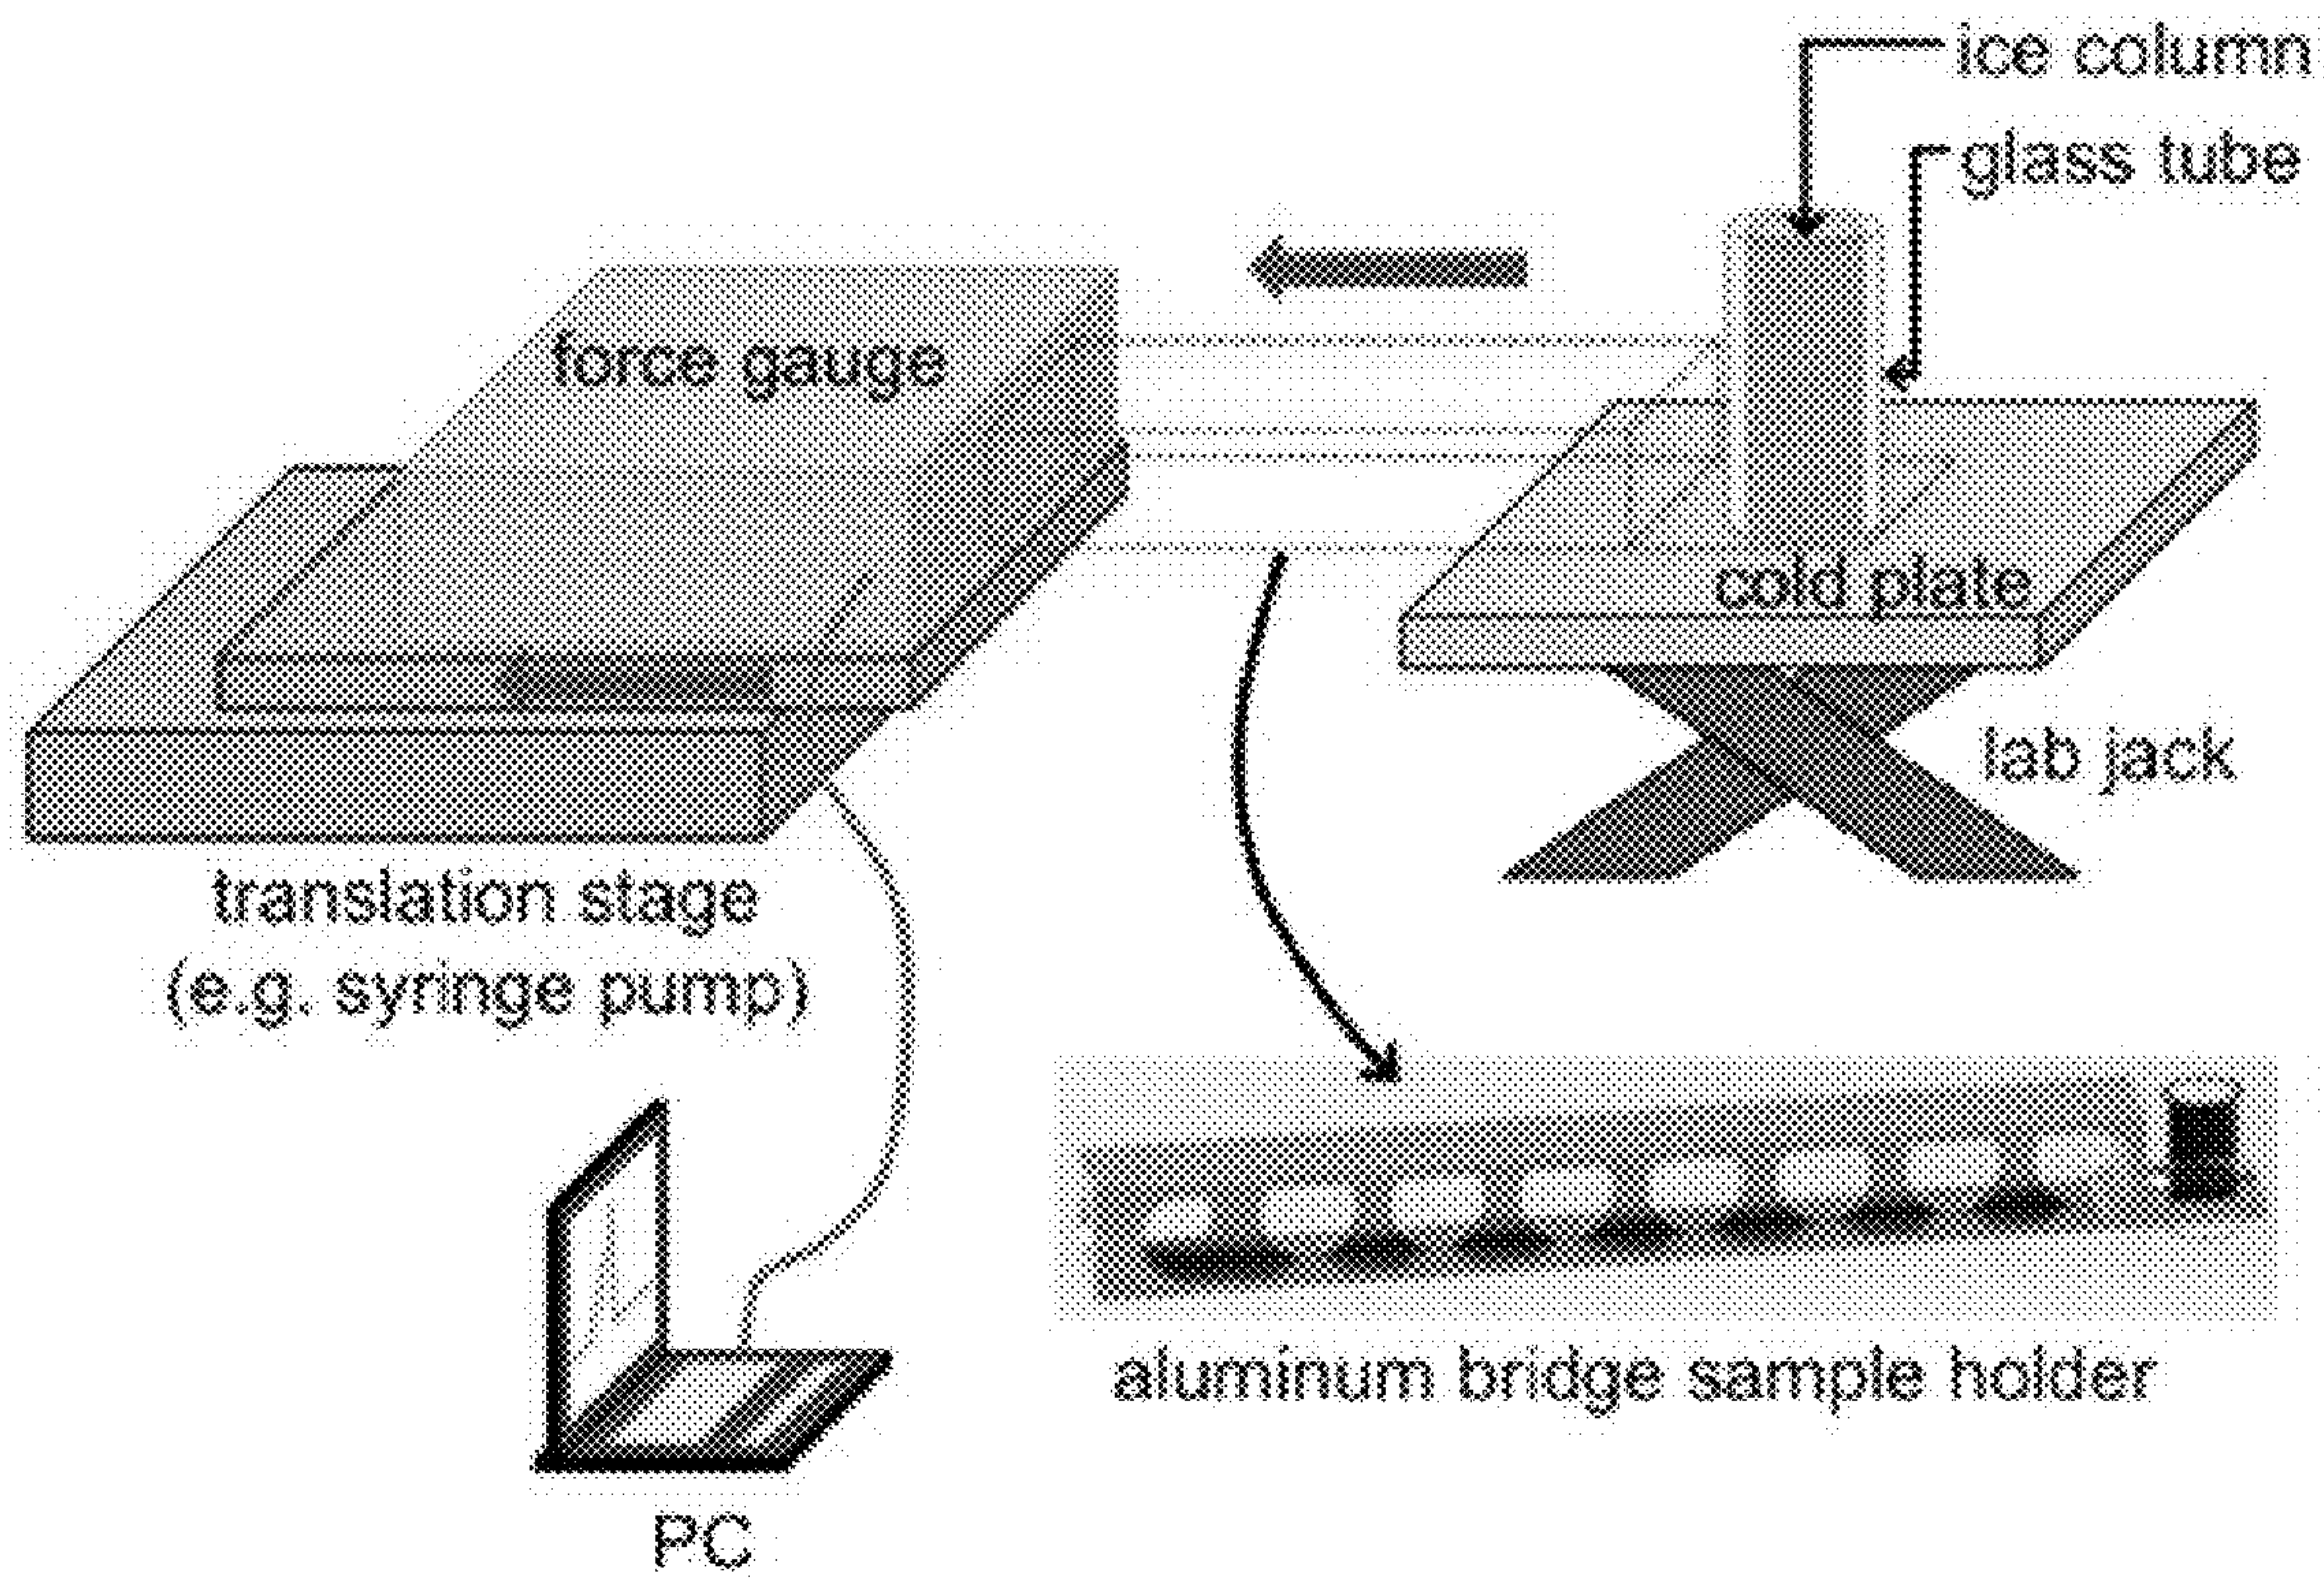 ice column
glass tube
force gauge
cold plate
lab jack
translation stage
(e.g. syringe pump)
aluminum bridge sample holder
PC